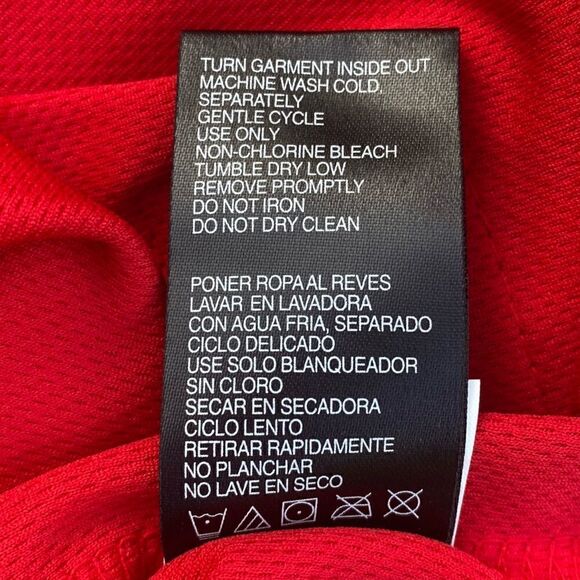 TURN GARMENT INSIDE OUT
MACHINE WASH COLD,
SEPARATELY
GENTLE CYCLE
USE ONLY
NON-CHLORINE BLEACH
TUMBLE DRY LOW
REMOVE PROMPTLY
DO NOT IRON
DO NOT DRY CLEAN
PONER ROPA AL REVES
LAVAR EN LAVADORA
CON AGUA FRIA, SEPARADO
CICLO DELICADO
USE SOLO BLANQUEADOR
SIN CLORO
SECAR EN SECADORA
CICLO LENTO
RETIRAR RAPIDAMENTE
NO PLANCHAR
NO LAVE EN SECO